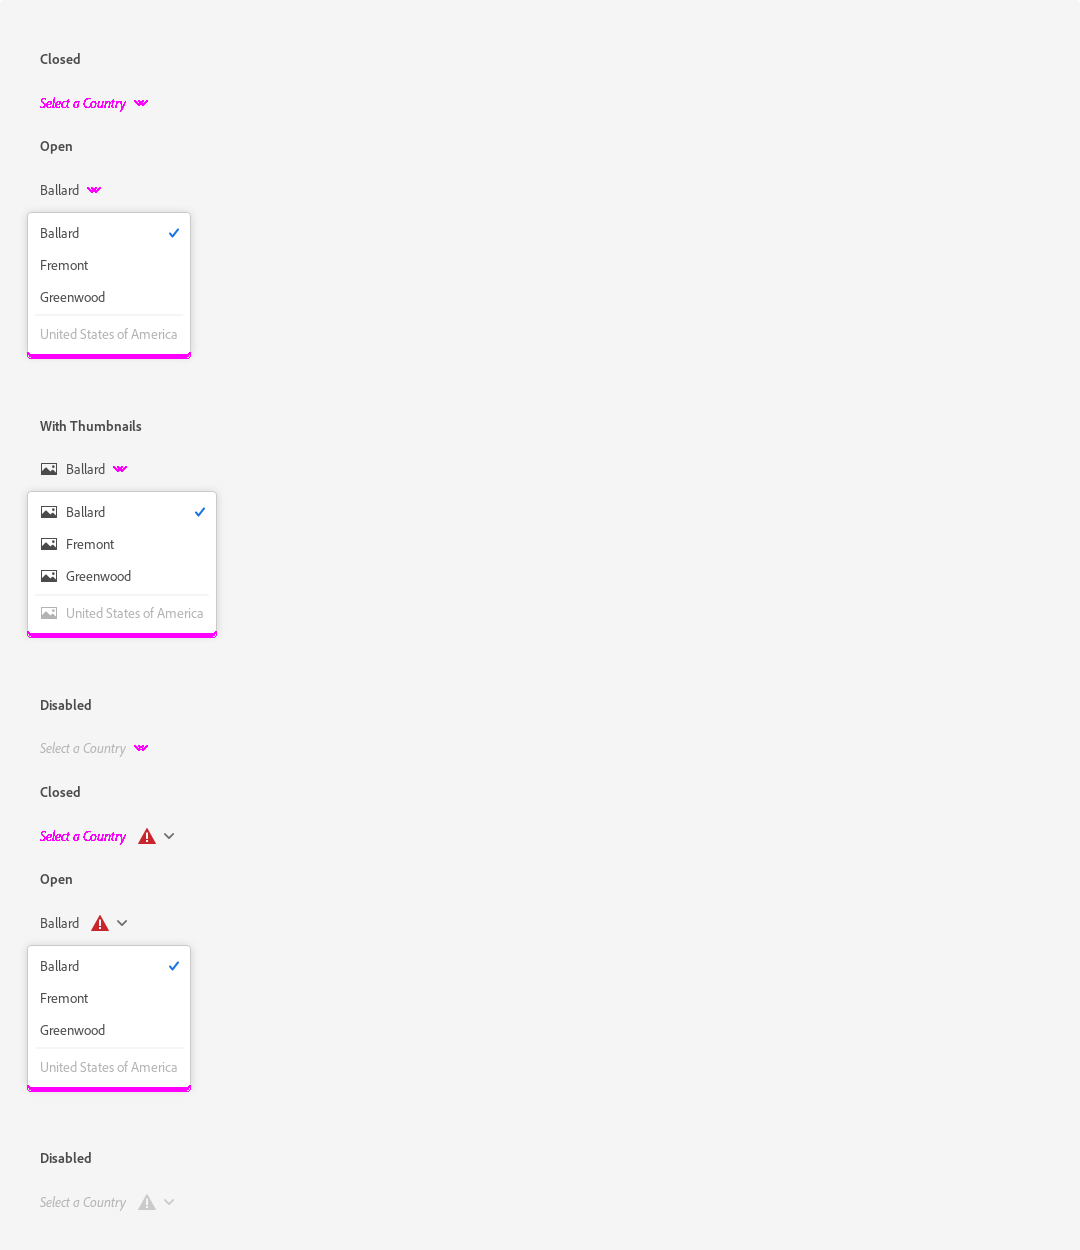 Closed
Select a Country
Open
Ballard
Ballard
Fremont
Greenwood
United States of America
With Thumbnails
Ballard
Ballard
Fremont
Greenwood
United States of America
Disabled
Select a Country
Closed
Select a Country
Open
Ballard
Ballard
Fremont
Greenwood
United States of America
Disabled
Select a Country